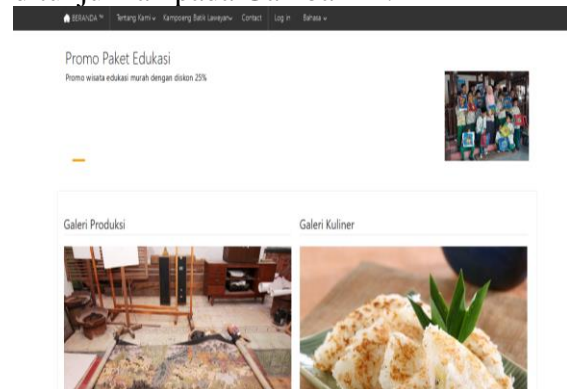 BERANDA Tentang Kami Kampoeng Batik Laweyan Contact Log in Bahasa
Promo Paket Edukasi
Promo wisata edukasi murah dengan diskon 25%
Galeri Produksi
Galeri Kuliner